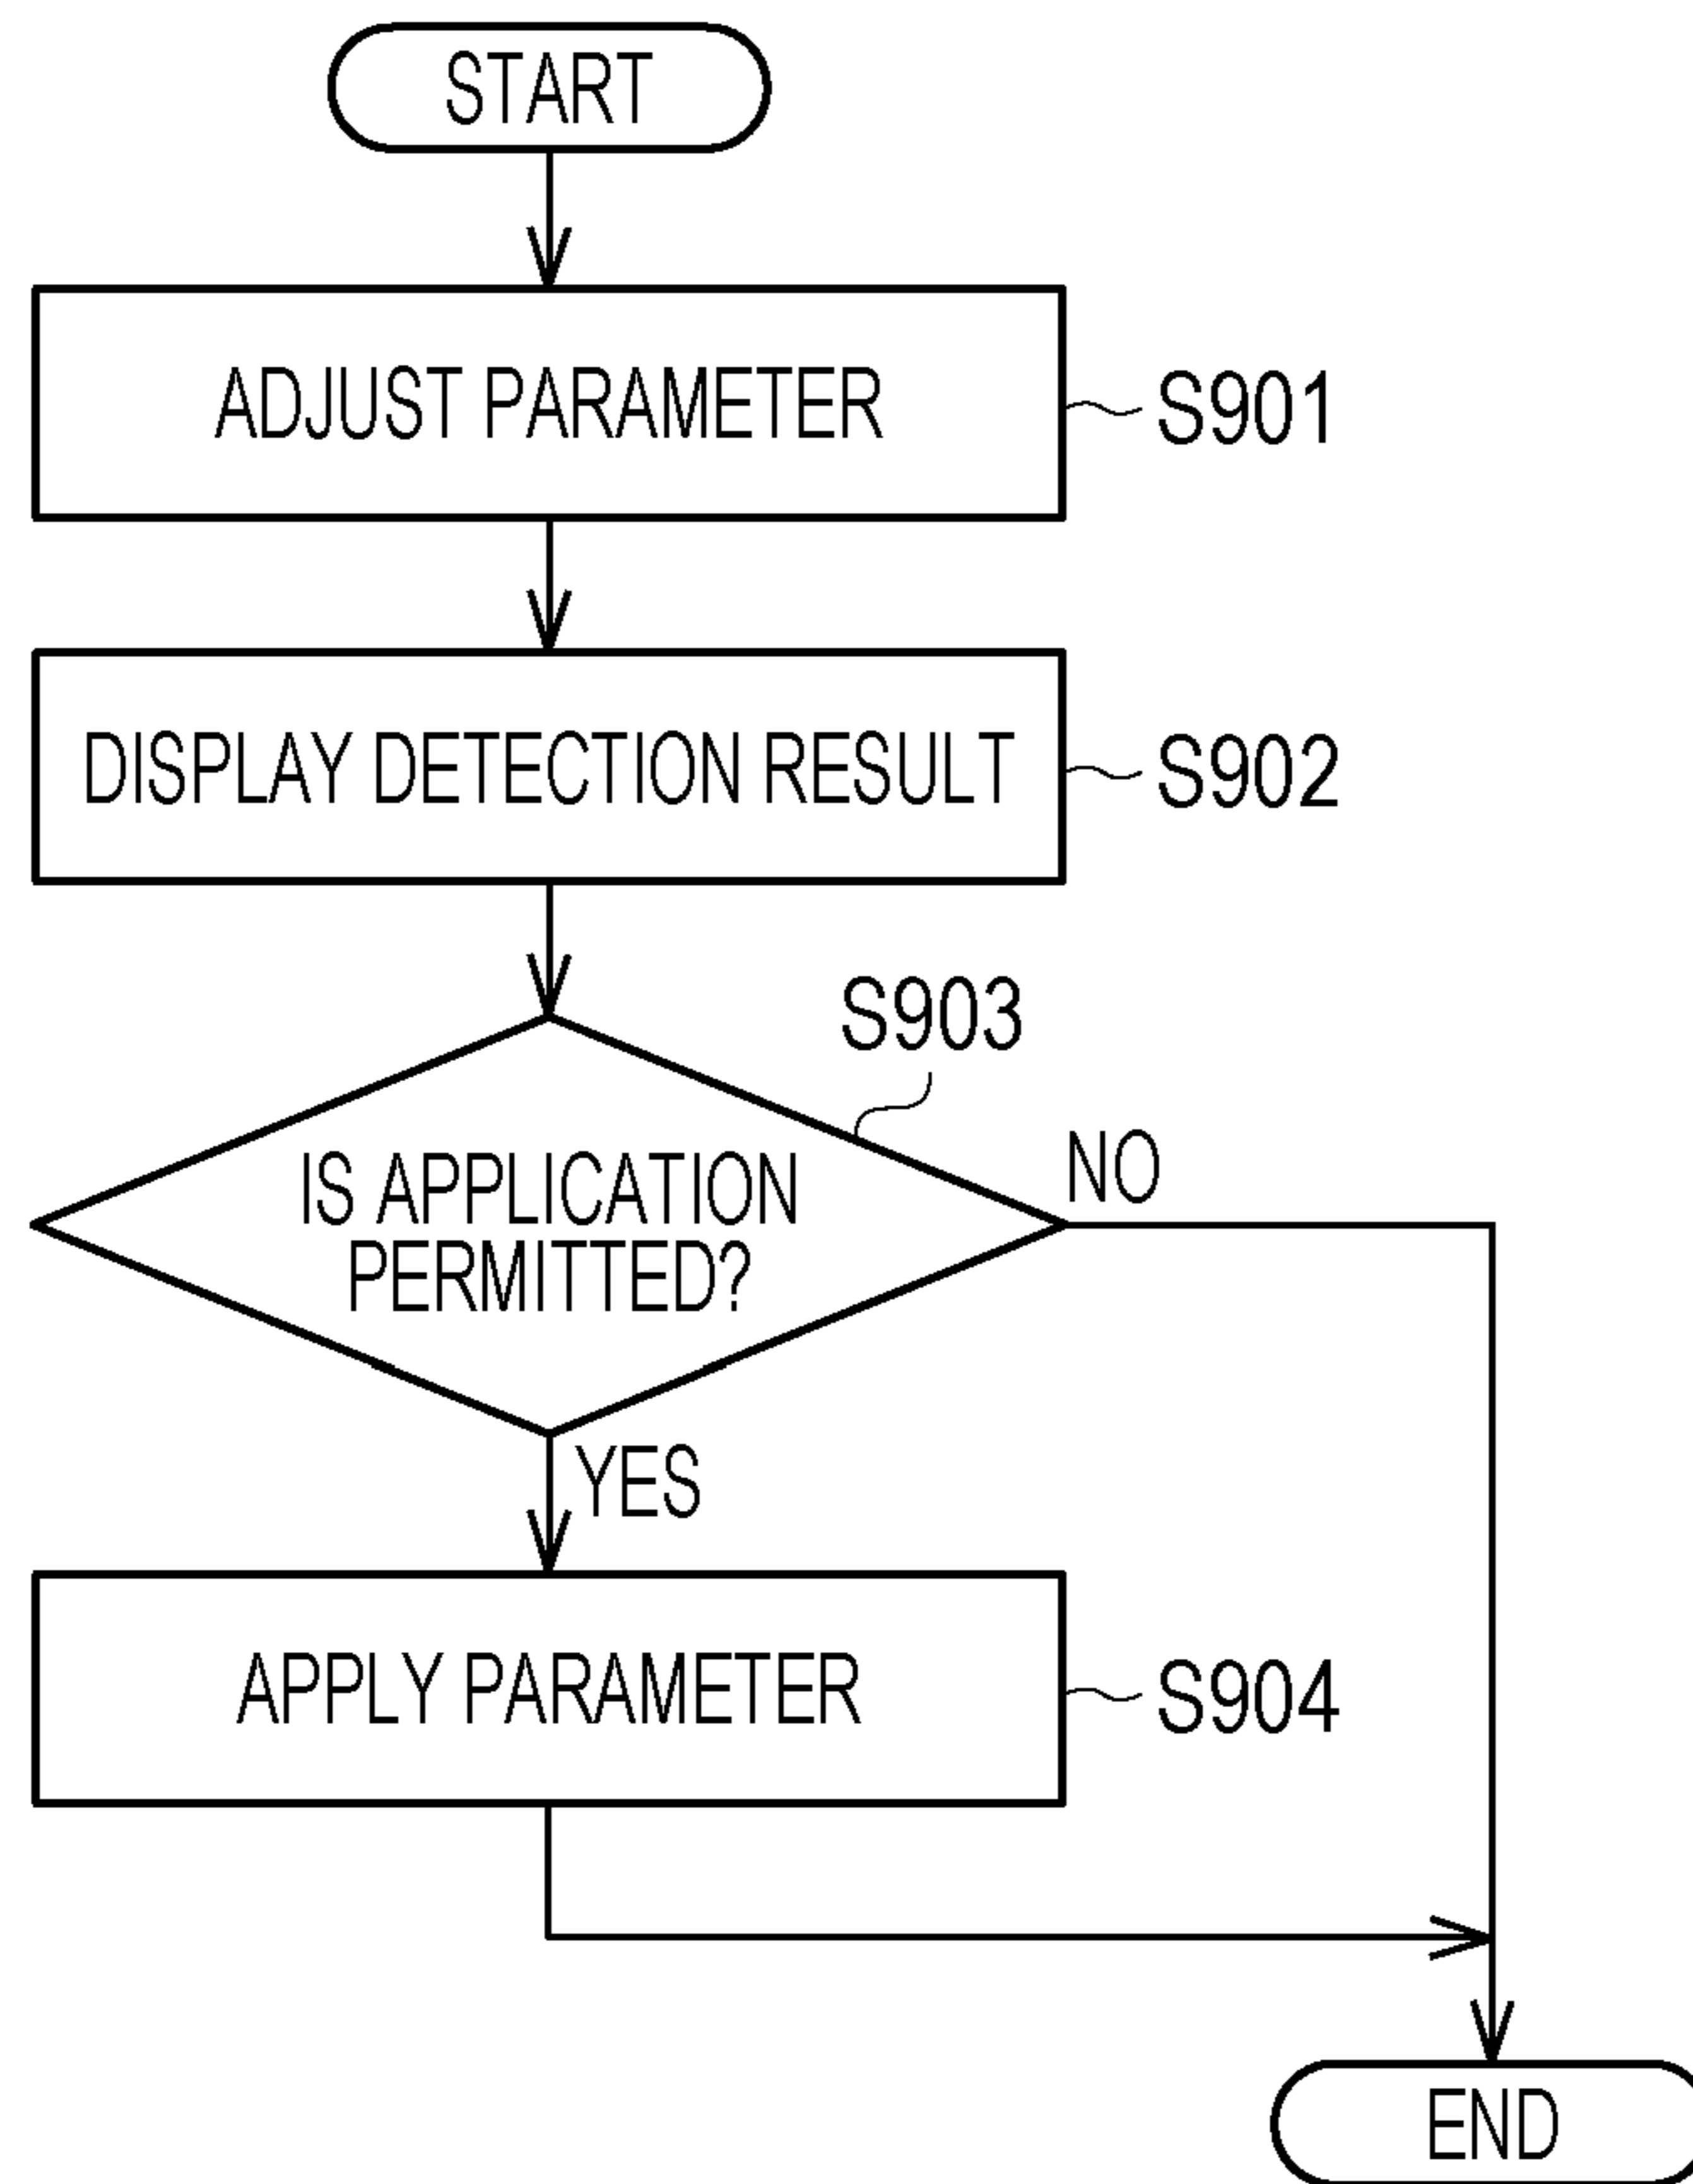 START
ADJUST PARAMETER
S901
DISPLAY DETECTION RESULT
S902
S903
IS APPLICATION
PERMITTED?
NO
YES
APPLY PARAMETER
S904
END